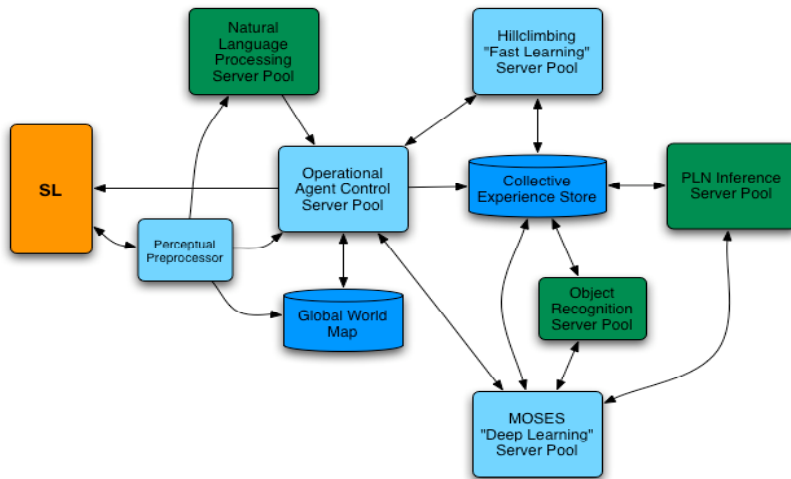 Natural
Language
Processing
Server Pool
Hillclimbing
"Fast Learning"
Server Pool
SL
Operational
Agent Control
Server Pool
Collective
Experience Store
PLN Inference
Server Pool
Perceptual
Preprocessor
Global World
Map
Object
Recognition
Server Pool
MOSES
"Deep Learning"
Server Pool